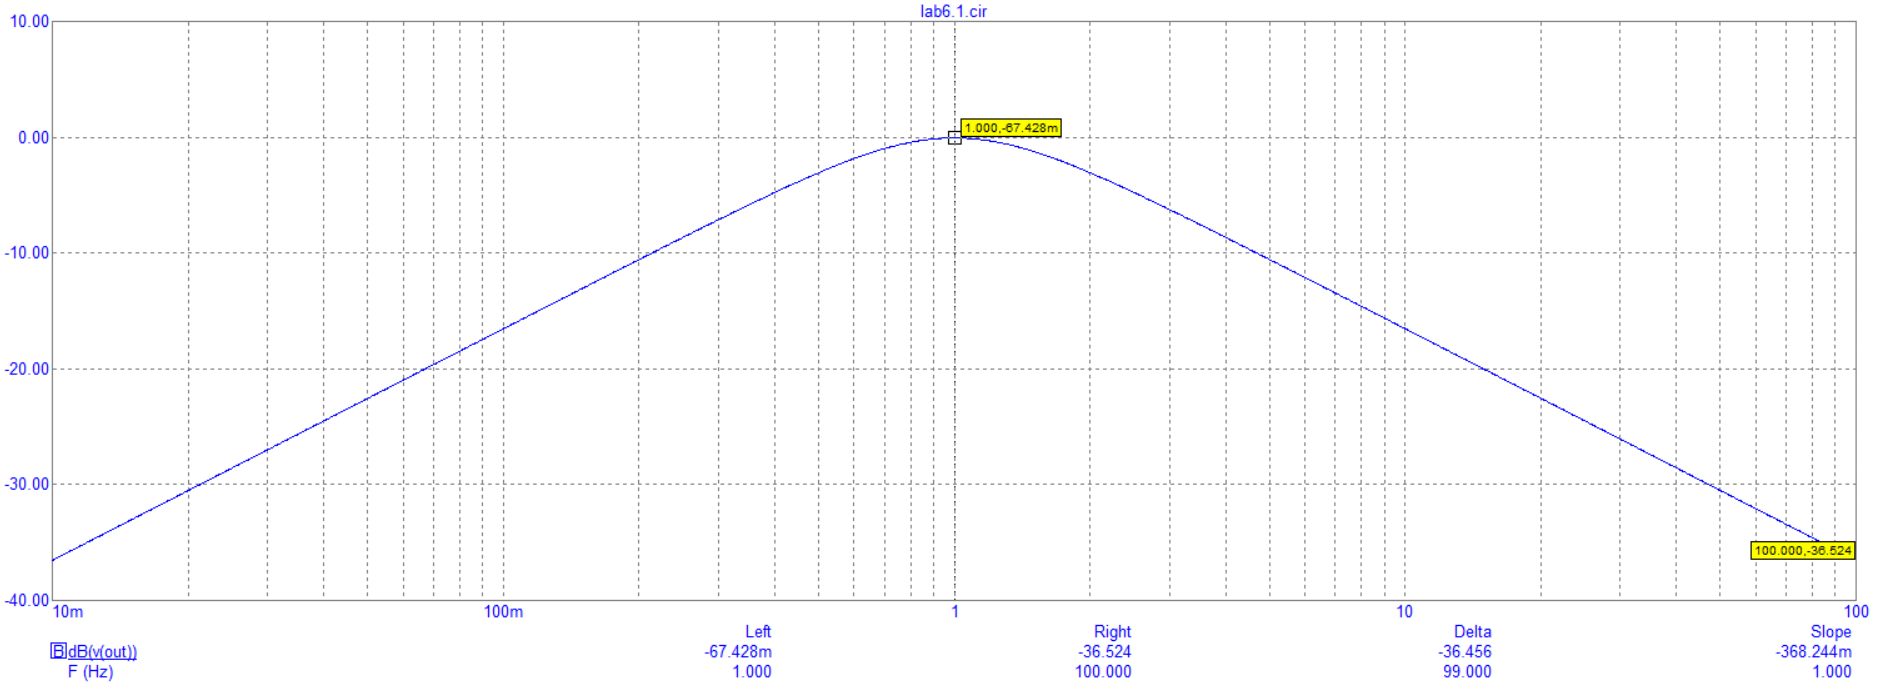 lab6.1.cir
10.00
0.00
1.000,-67.428m
-10.00
-20.00
-30.00
100.000,-36.524
-40.00
10m 100m 1 10 100
Left Right Delta Slope
B dB(v(out)) -67.428m -36.524 -36.456 -368.244m
F (Hz) 1.000 100.000 99.000 1.000